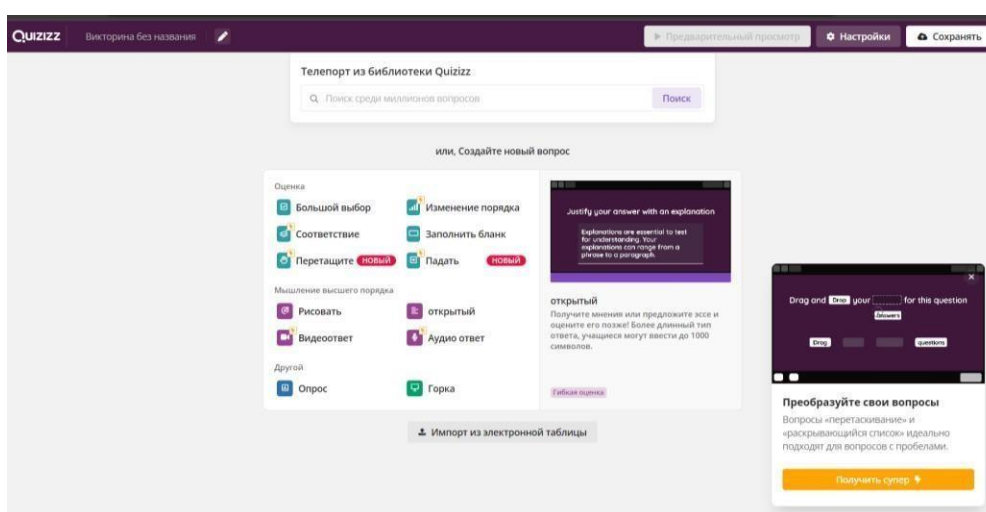 QUIZIZZ
Викторина без названия
Предварительный просмотр
Настройки
Сохранять
Телепорт из библиотеки Quizizz
Поиск среди миллионов вопросов
Поиск
или, Создайте новый вопрос
Оценка
Большой выбор
Изменение порядка
Соответствие
Заполнить бланк
Перетащите новый
Падать новый
Мышление высшего порядка
Рисовать
открытый
Видеоответ
Аудио ответ
Другой
Опрос
Горка
Justify your answer with an explanation
Explanations are essential to test
for understanding. Your
explanations can range from a
phrase to a paragraph.
открытый
Получите мнения или предложите эссе и
оцените его позже! Более длинный тип
ответа, учащиеся могут ввести до 1000
символов.
Гибкая оценка
Импорт из электронной таблицы
Drag and Drop your for this question
Answers
Drag
questions
Преобразуйте свои вопросы
Вопросы «перетаскивание» и
«раскрывающийся список» идеально
подходят для вопросов с пробелами.
Получить супер